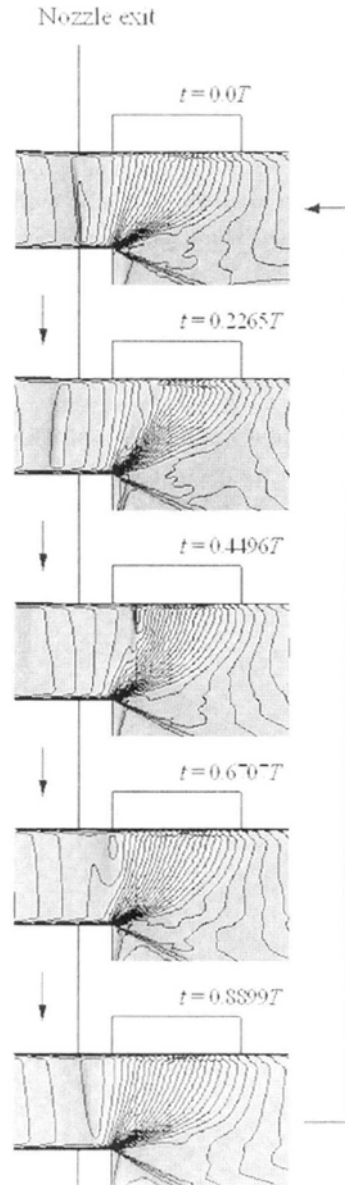 Nozzle exit
t = 0.0T
t = 0.2265T
t = 0.4496T
t = 0.6707T
t = 0.8899T